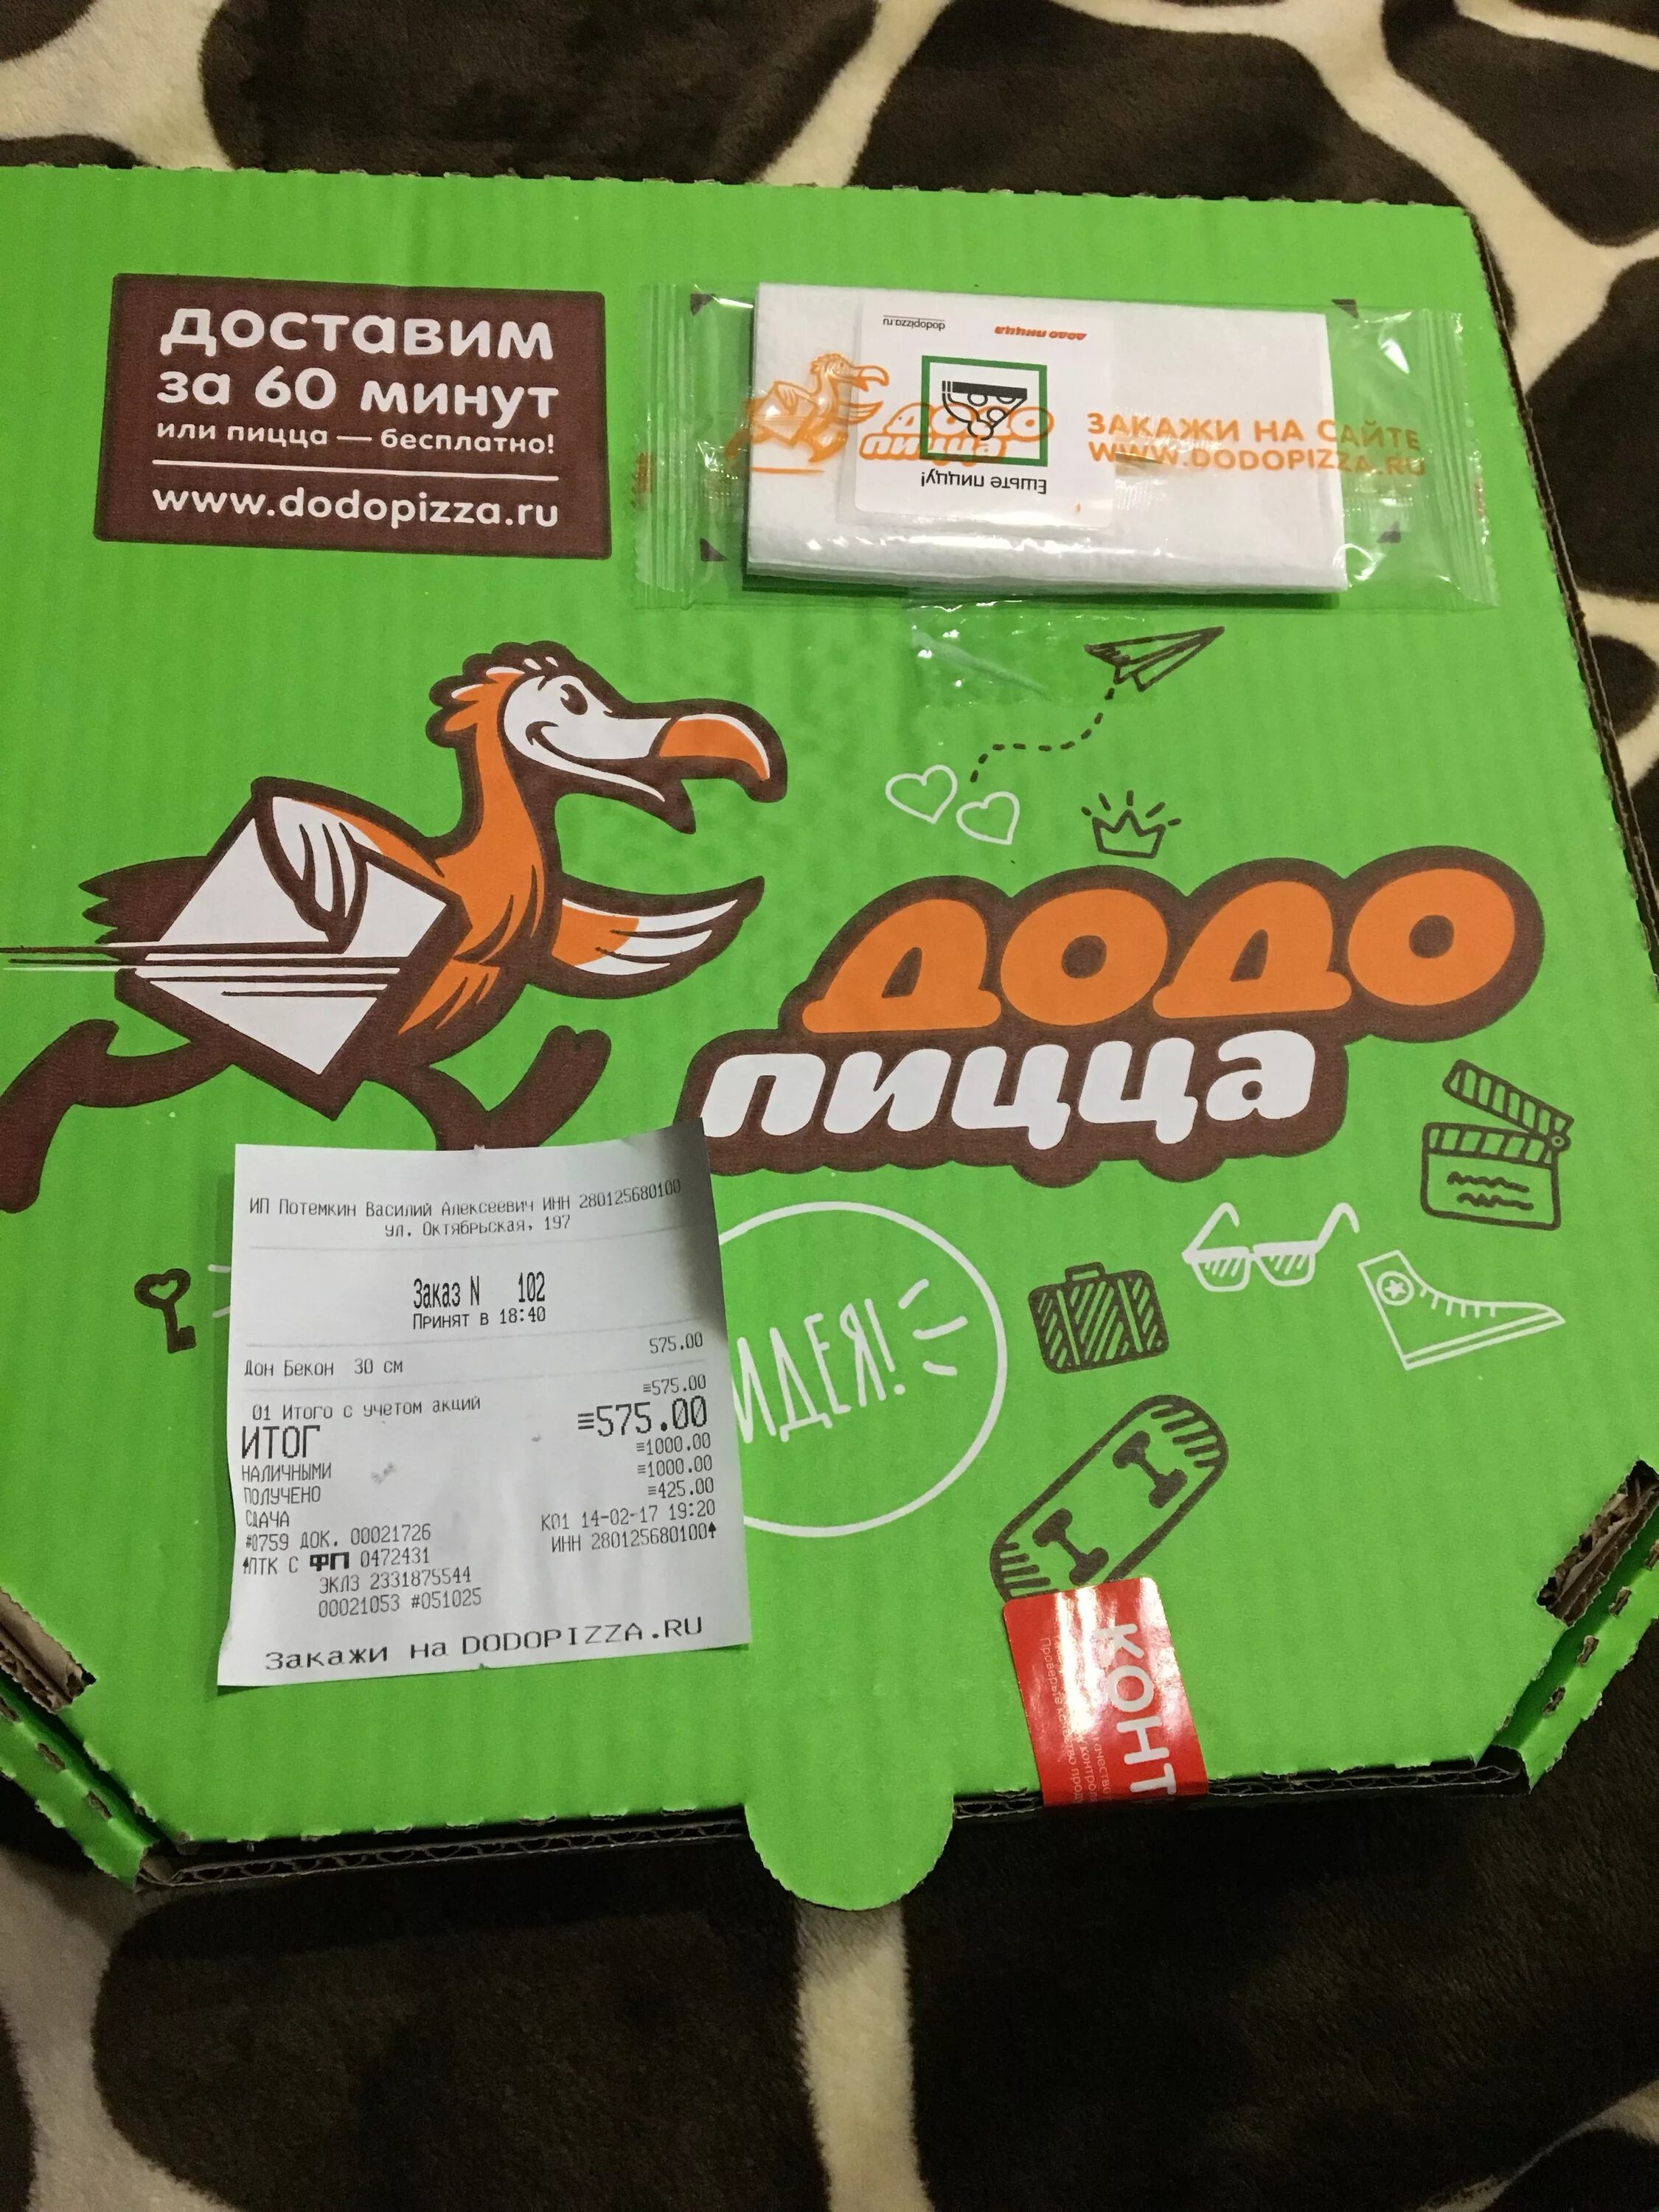 доставим
за 60 минут
или пицца — бесплатно!
www.dodopizza.ru
dodopizza.ru
додо пицца
додо
пицца
Ешьте пиццу!
ЗАКАЖИ НА САЙТЕ
WWW.DODOPIZZA.RU
додо
пицца
ИП Потемкин Василий Алексеевич ИНН 280125680100
ул. Октябрьская, 197
Заказ N 102
Принят в 18:40
575.00
Дон Бекон 30 см
≡575.00
01 Итого с учетом акций
ИТОГ ≡575.00
НАЛИЧНЫМИ ≡1000.00
ПОЛУЧЕНО ≡1000.00
СДАЧА ≡425.00
#0759 ДОК. 00021726 К01 14-02-17 19:20
ПТК С ФП 0472431 ИНН 280125680100
ЭКЛЗ 2331875544
00021053 #051025
Закажи на DODOPIZZA.RU
ИДЕЯ!
КОНТ